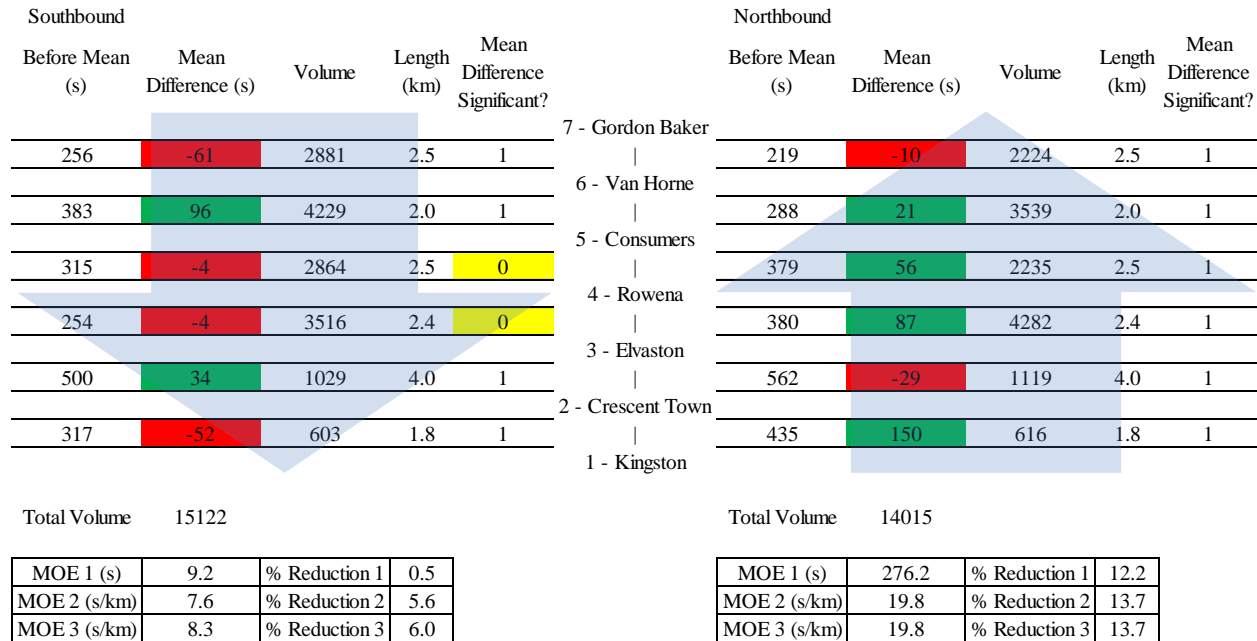 Southbound
Before Mean (s) Mean Difference (s) Volume Length (km) Mean Difference Significant?
Northbound
Before Mean (s) Mean Difference (s) Volume Length (km) Mean Difference Significant?
7 - Gordon Baker
256 -61 2881 2.5 1 | 219 -10 2224 2.5 1
6 - Van Horne
383 96 4229 2.0 1 | 288 21 3539 2.0 1
5 - Consumers
315 -4 2864 2.5 0 | 379 56 2235 2.5 1
4 - Rowena
254 -4 3516 2.4 0 | 380 87 4282 2.4 1
3 - Elvaston
500 34 1029 4.0 1 | 562 -29 1119 4.0 1
2 - Crescent Town
317 -52 603 1.8 1 | 435 150 616 1.8 1
1 - Kingston
Total Volume 15122
Total Volume 14015
MOE 1 (s) 9.2 % Reduction 1 0.5
MOE 2 (s/km) 7.6 % Reduction 2 5.6
MOE 3 (s/km) 8.3 % Reduction 3 6.0
MOE 1 (s) 276.2 % Reduction 1 12.2
MOE 2 (s/km) 19.8 % Reduction 2 13.7
MOE 3 (s/km) 19.8 % Reduction 3 13.7